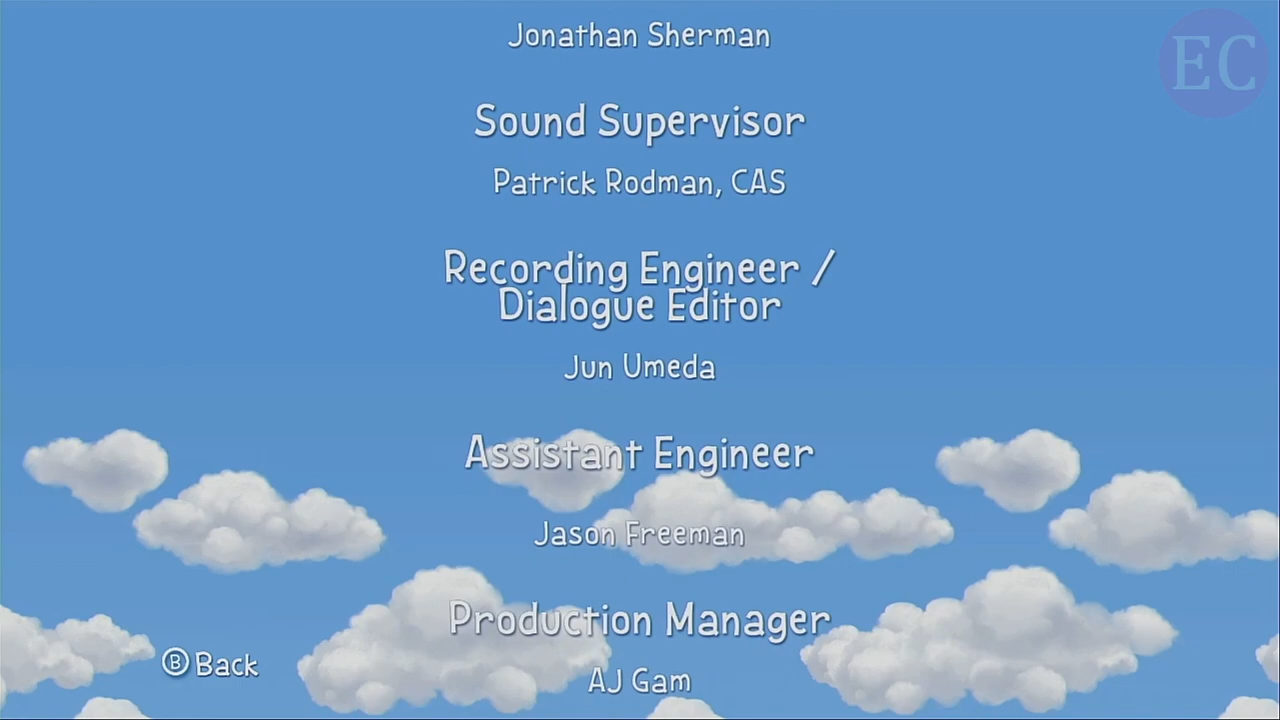 Jonathan Sherman
EC
Sound Supervisor
Patrick Rodman, CAS
Recording Engineer /
Dialogue Editor
Jun Umeda
Assistant Engineer
Jason Freeman
Production Manager
B Back
AJ Gam